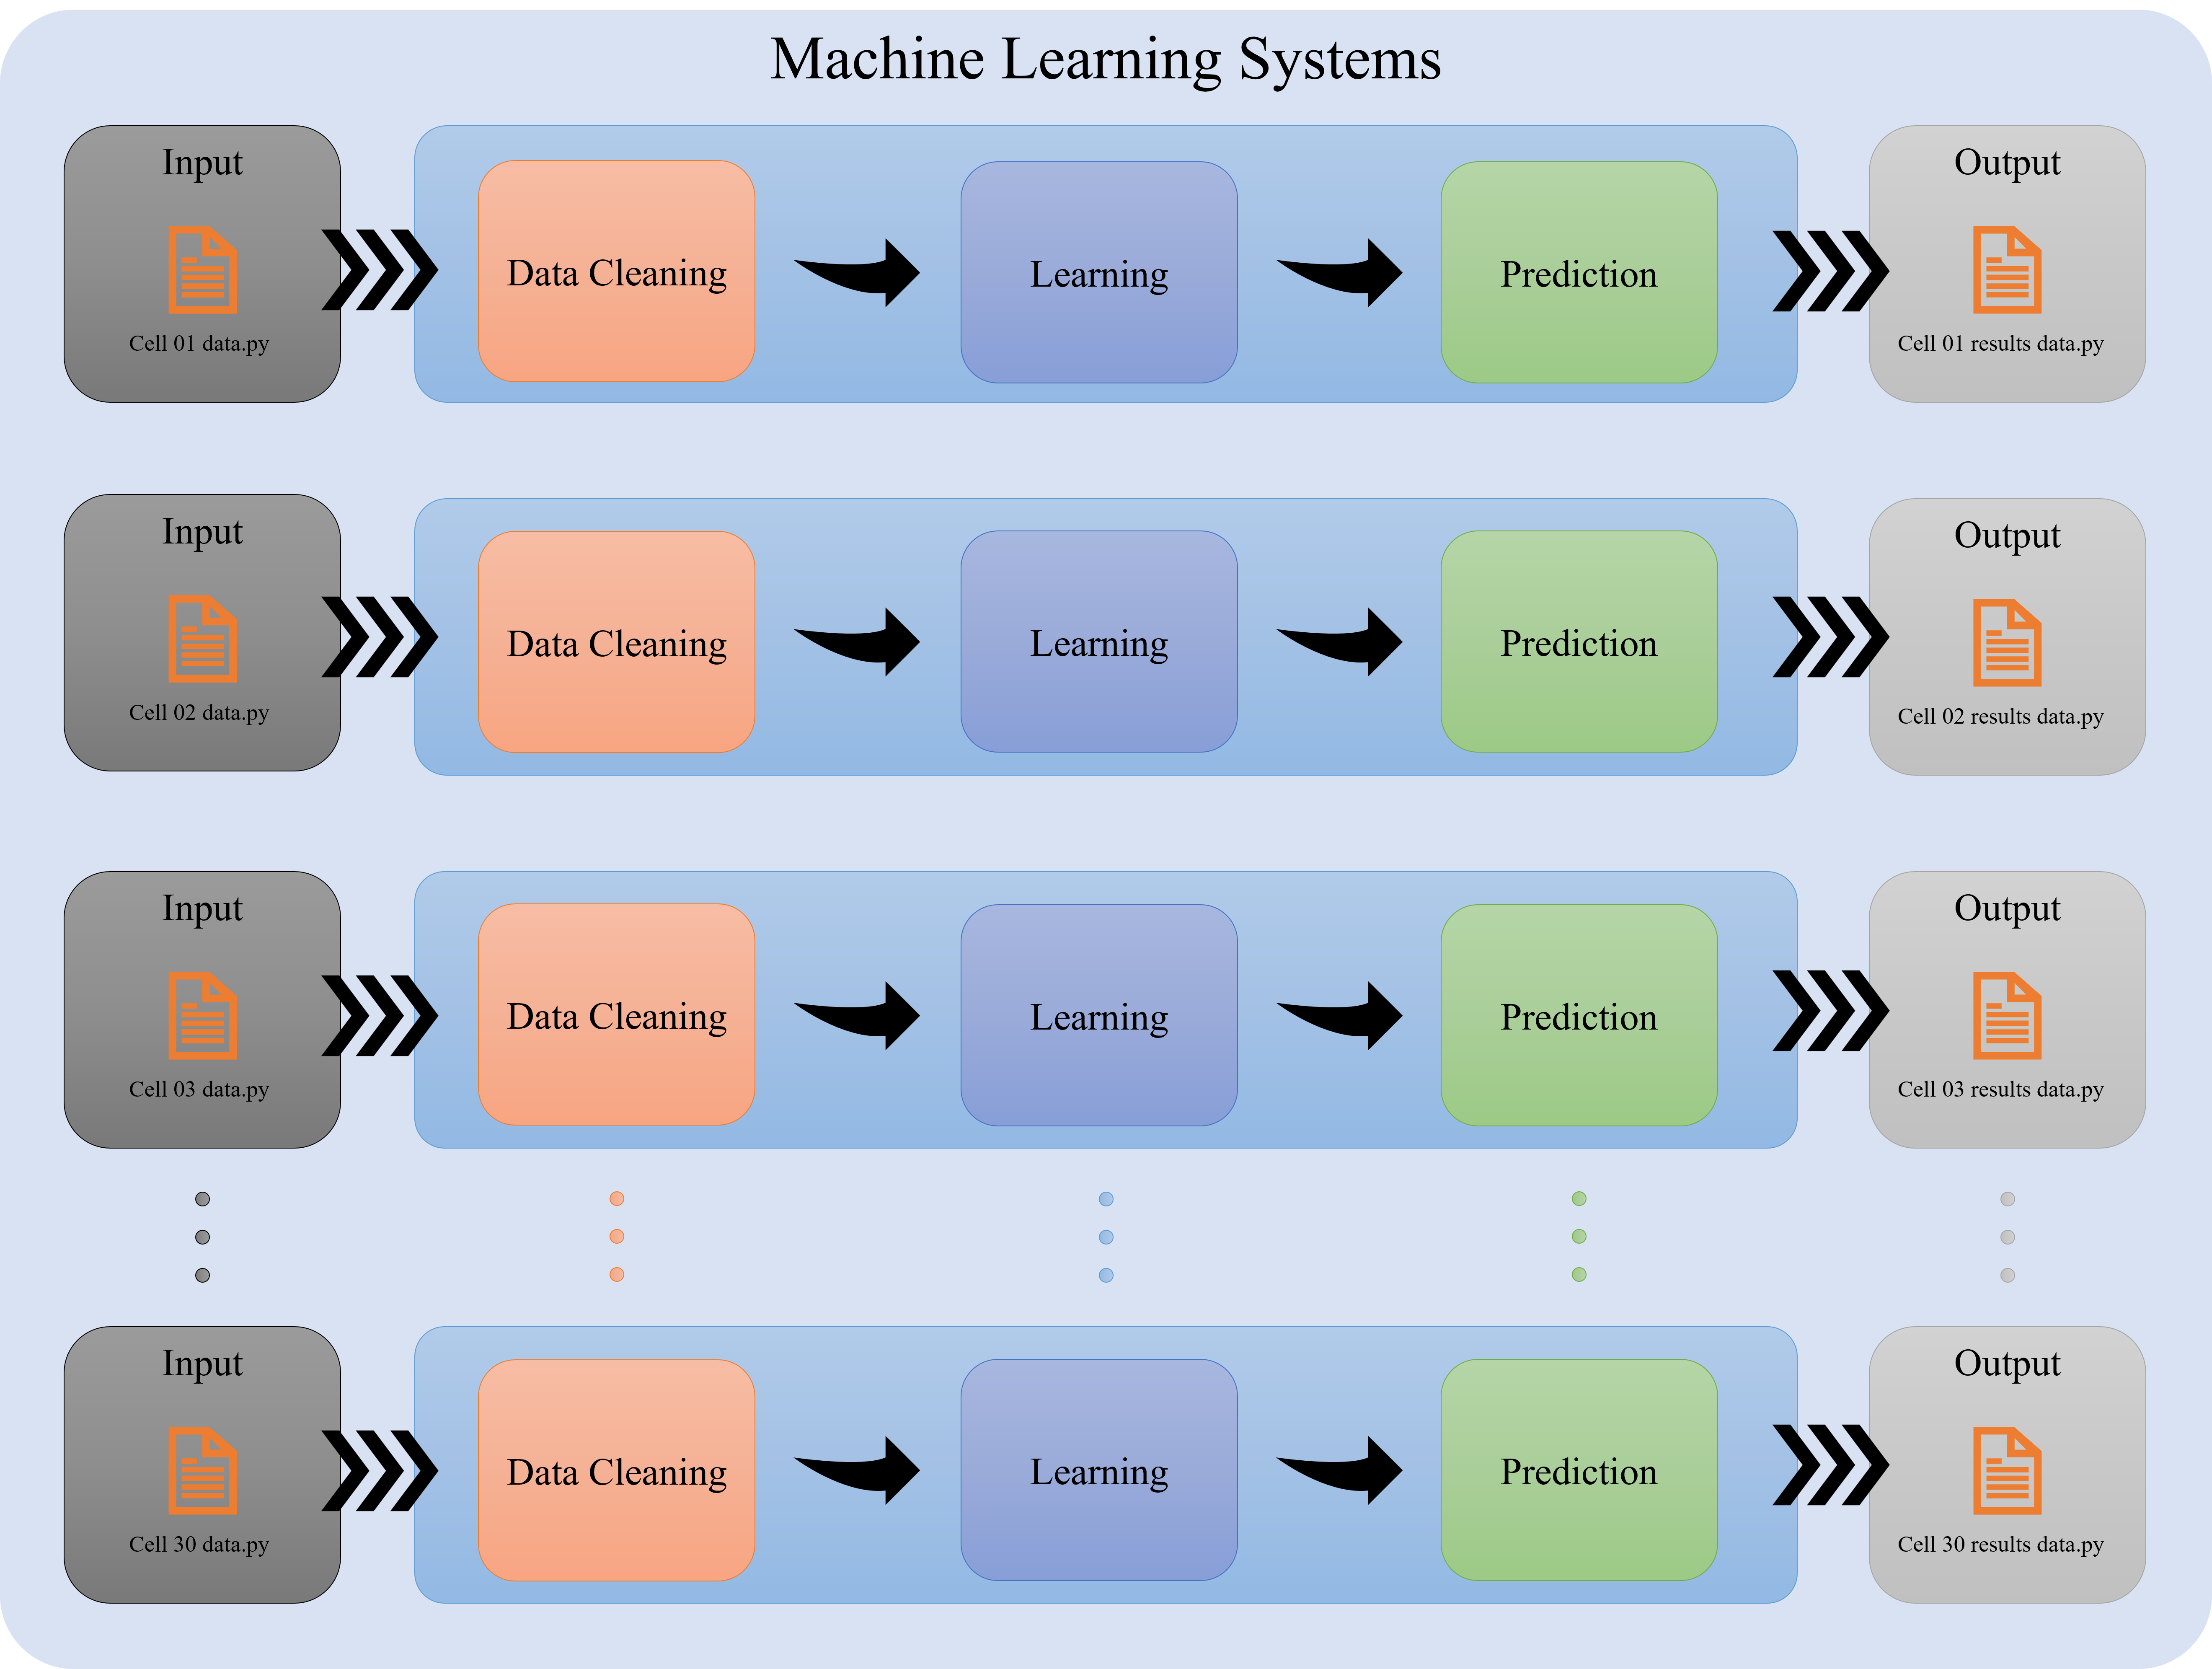 Machine Learning Systems
Input
Cell 01 data.py
Data Cleaning
Learning
Prediction
Output
Cell 01 results data.py
Input
Cell 02 data.py
Data Cleaning
Learning
Prediction
Output
Cell 02 results data.py
Input
Cell 03 data.py
Data Cleaning
Learning
Prediction
Output
Cell 03 results data.py
Input
Cell 30 data.py
Data Cleaning
Learning
Prediction
Output
Cell 30 results data.py